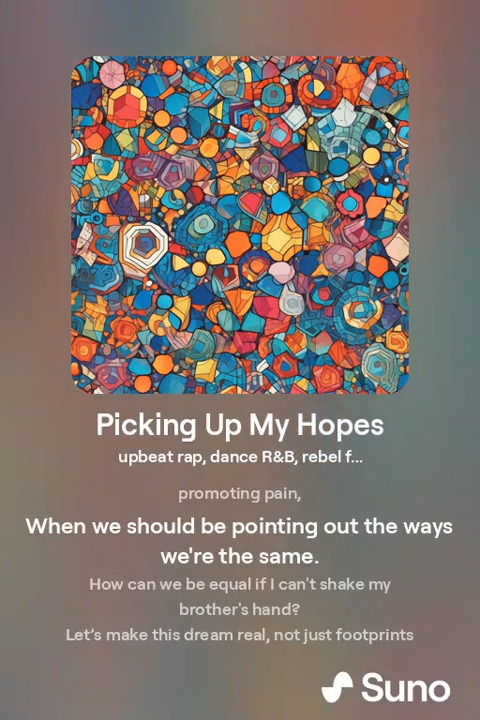 Picking Up My Hopes
upbeat rap, dance R&B, rebel f...
promoting pain,
When we should be pointing out the ways
we're the same.
How can we be equal if I can't shake my
brother's hand?
Let’s make this dream real, not just footprints
Suno